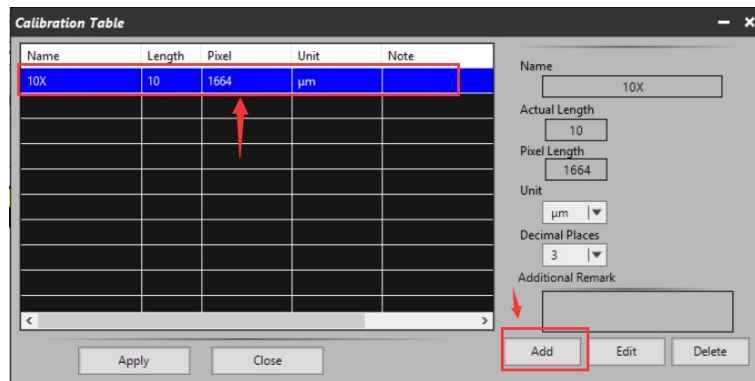 Calibration Table
Name Length Pixel Unit Note
10X 10 1664 µm
Name
10X
Actual Length
10
Pixel Length
1664
Unit
µm
Decimal Places
3
Additional Remark
Apply Close
Add Edit Delete